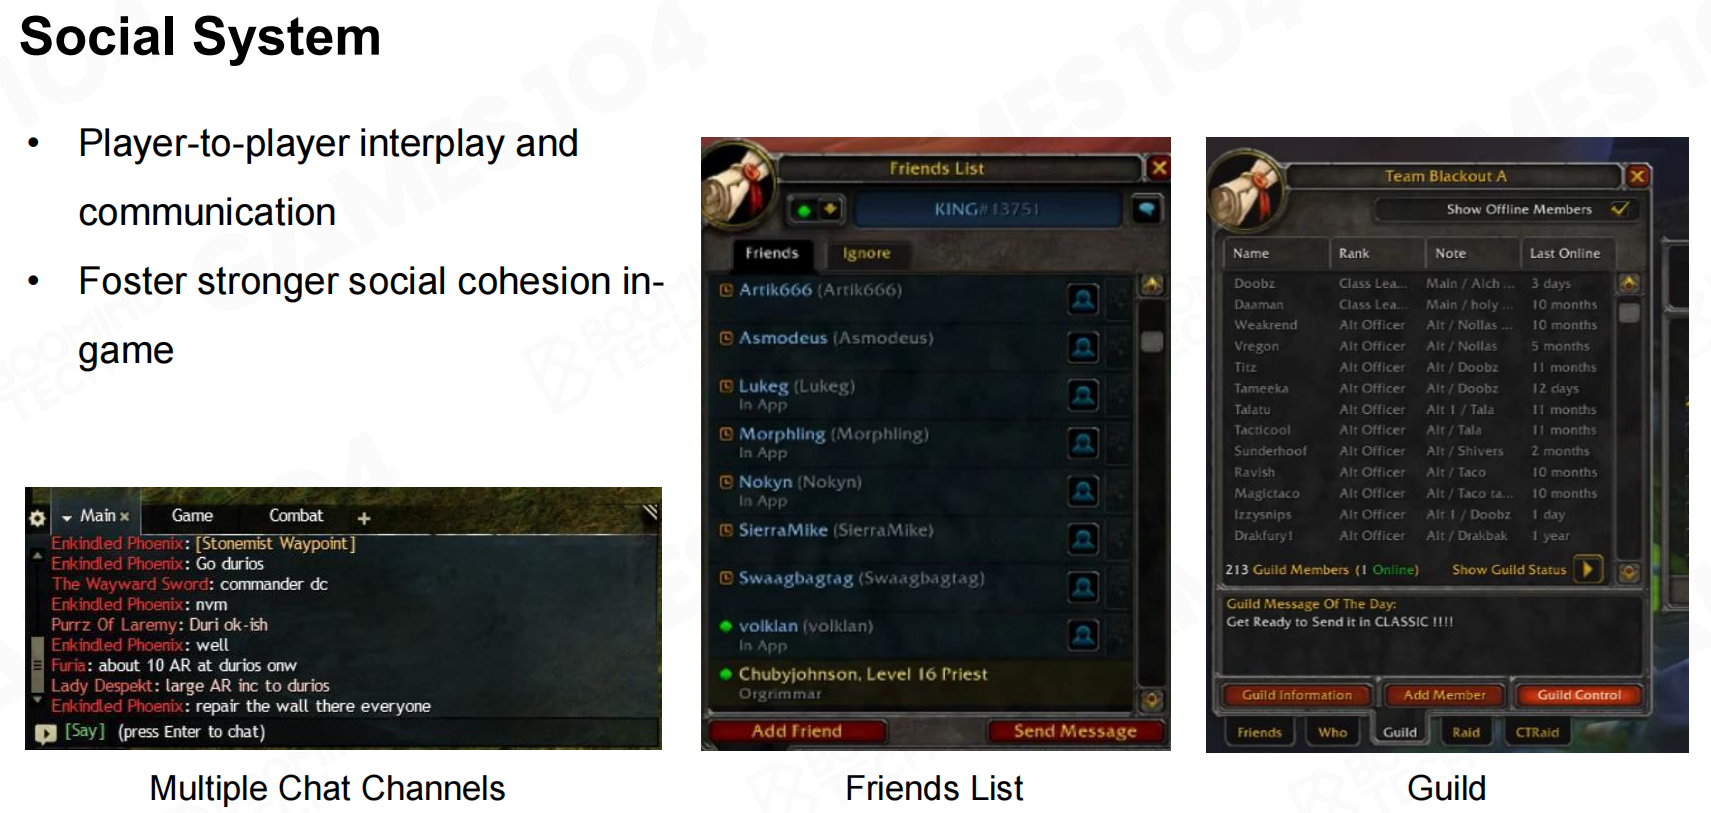 Social System
• Player-to-player interplay and
communication
• Foster stronger social cohesion in-
game
Main
Game
Combat
Enkindled Phoenix: [Stonemist Waypoint]
Enkindled Phoenix: Go durios
The Wayward Sword: commander dc
Enkindled Phoenix: nvm
Purrz Of Laremy: Duri ok-ish
Enkindled Phoenix: well
Furia: about 10 AR at durios onw
Lady Despekt: large AR inc to durios
Enkindled Phoenix: repair the wall there everyone
[Say] (press Enter to chat)
Multiple Chat Channels
Friends List
KING#13751
Friends
Ignore
Artik666 (Artik666)
Asmodeus (Asmodeus)
Lukeg (Lukeg)
In App
Morphling (Morphling)
In App
Nokyn (Nokyn)
In App
SierraMike (SierraMike)
Swaagbagtag (Swaagbagtag)
volklan (volklan)
In App
Chubyjohnson, Level 16 Priest
Orgrimmar
Add Friend
Send Message
Friends List
Team Blackout A
Show Offline Members
Name Rank Note Last Online
Doobz Class Lea... Main / Alch ... 3 days
Daaman Class Lea... Main / holy ... 10 months
Weakrend Alt Officer Alt / Nollas ... 10 months
Vregon Alt Officer Alt / Nollas 5 months
Titz Alt Officer Alt / Doobz 11 months
Tameeka Alt Officer Alt / Doobz 12 days
Talatu Alt Officer Alt 1 / Tala 11 months
Tacticool Alt Officer Alt / Tala 11 months
Sunderhoof Alt Officer Alt / Shivers 2 months
Ravish Alt Officer Alt / Taco 10 months
Magictaco Alt Officer Alt / Taco ta... 10 months
Izzysnips Alt Officer Alt 1 / Doobz 1 day
Drakfury1 Alt Officer Alt / Drakbak 1 year
213 Guild Members (1 Online) Show Guild Status
Guild Message Of The Day:
Get Ready to Send it in CLASSIC !!!!
Guild Information
Add Member
Guild Control
Friends
Who
Guild
Raid
CTRaid
Guild
GAMES104
BOOMING
TECH